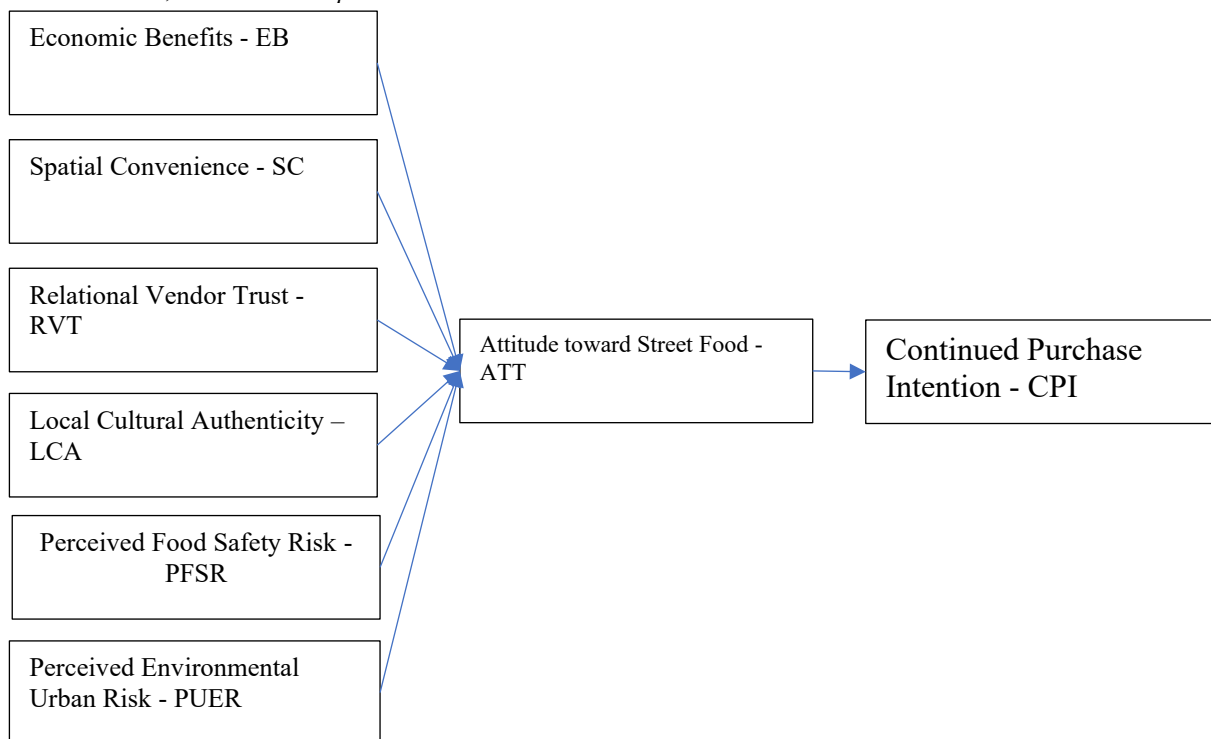 Economic Benefits - EB
Spatial Convenience - SC
Relational Vendor Trust -
RVT
Local Cultural Authenticity –
LCA
Perceived Food Safety Risk -
PFSR
Perceived Environmental
Urban Risk - PUER
Attitude toward Street Food -
ATT
Continued Purchase
Intention - CPI